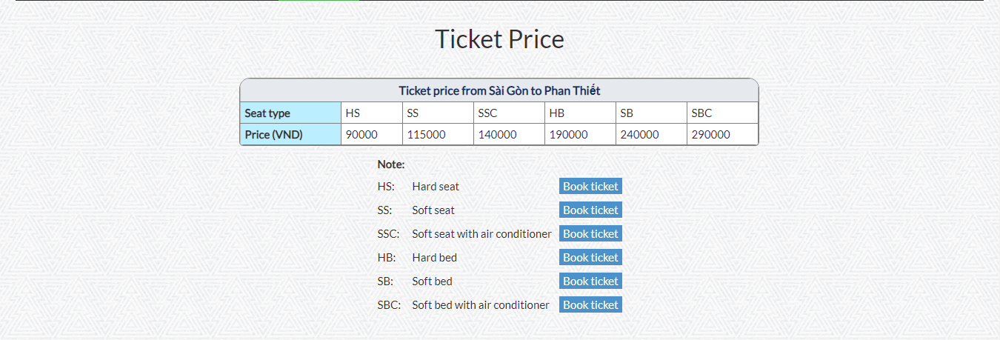 Ticket Price
Ticket price from Sài Gòn to Phan Thiết
Seat type HS SS SSC HB SB SBC
Price (VND) 90000 115000 140000 190000 240000 290000
Note:
HS: Hard seat Book ticket
SS: Soft seat Book ticket
SSC: Soft seat with air conditioner Book ticket
HB: Hard bed Book ticket
SB: Soft bed Book ticket
SBC: Soft bed with air conditioner Book ticket